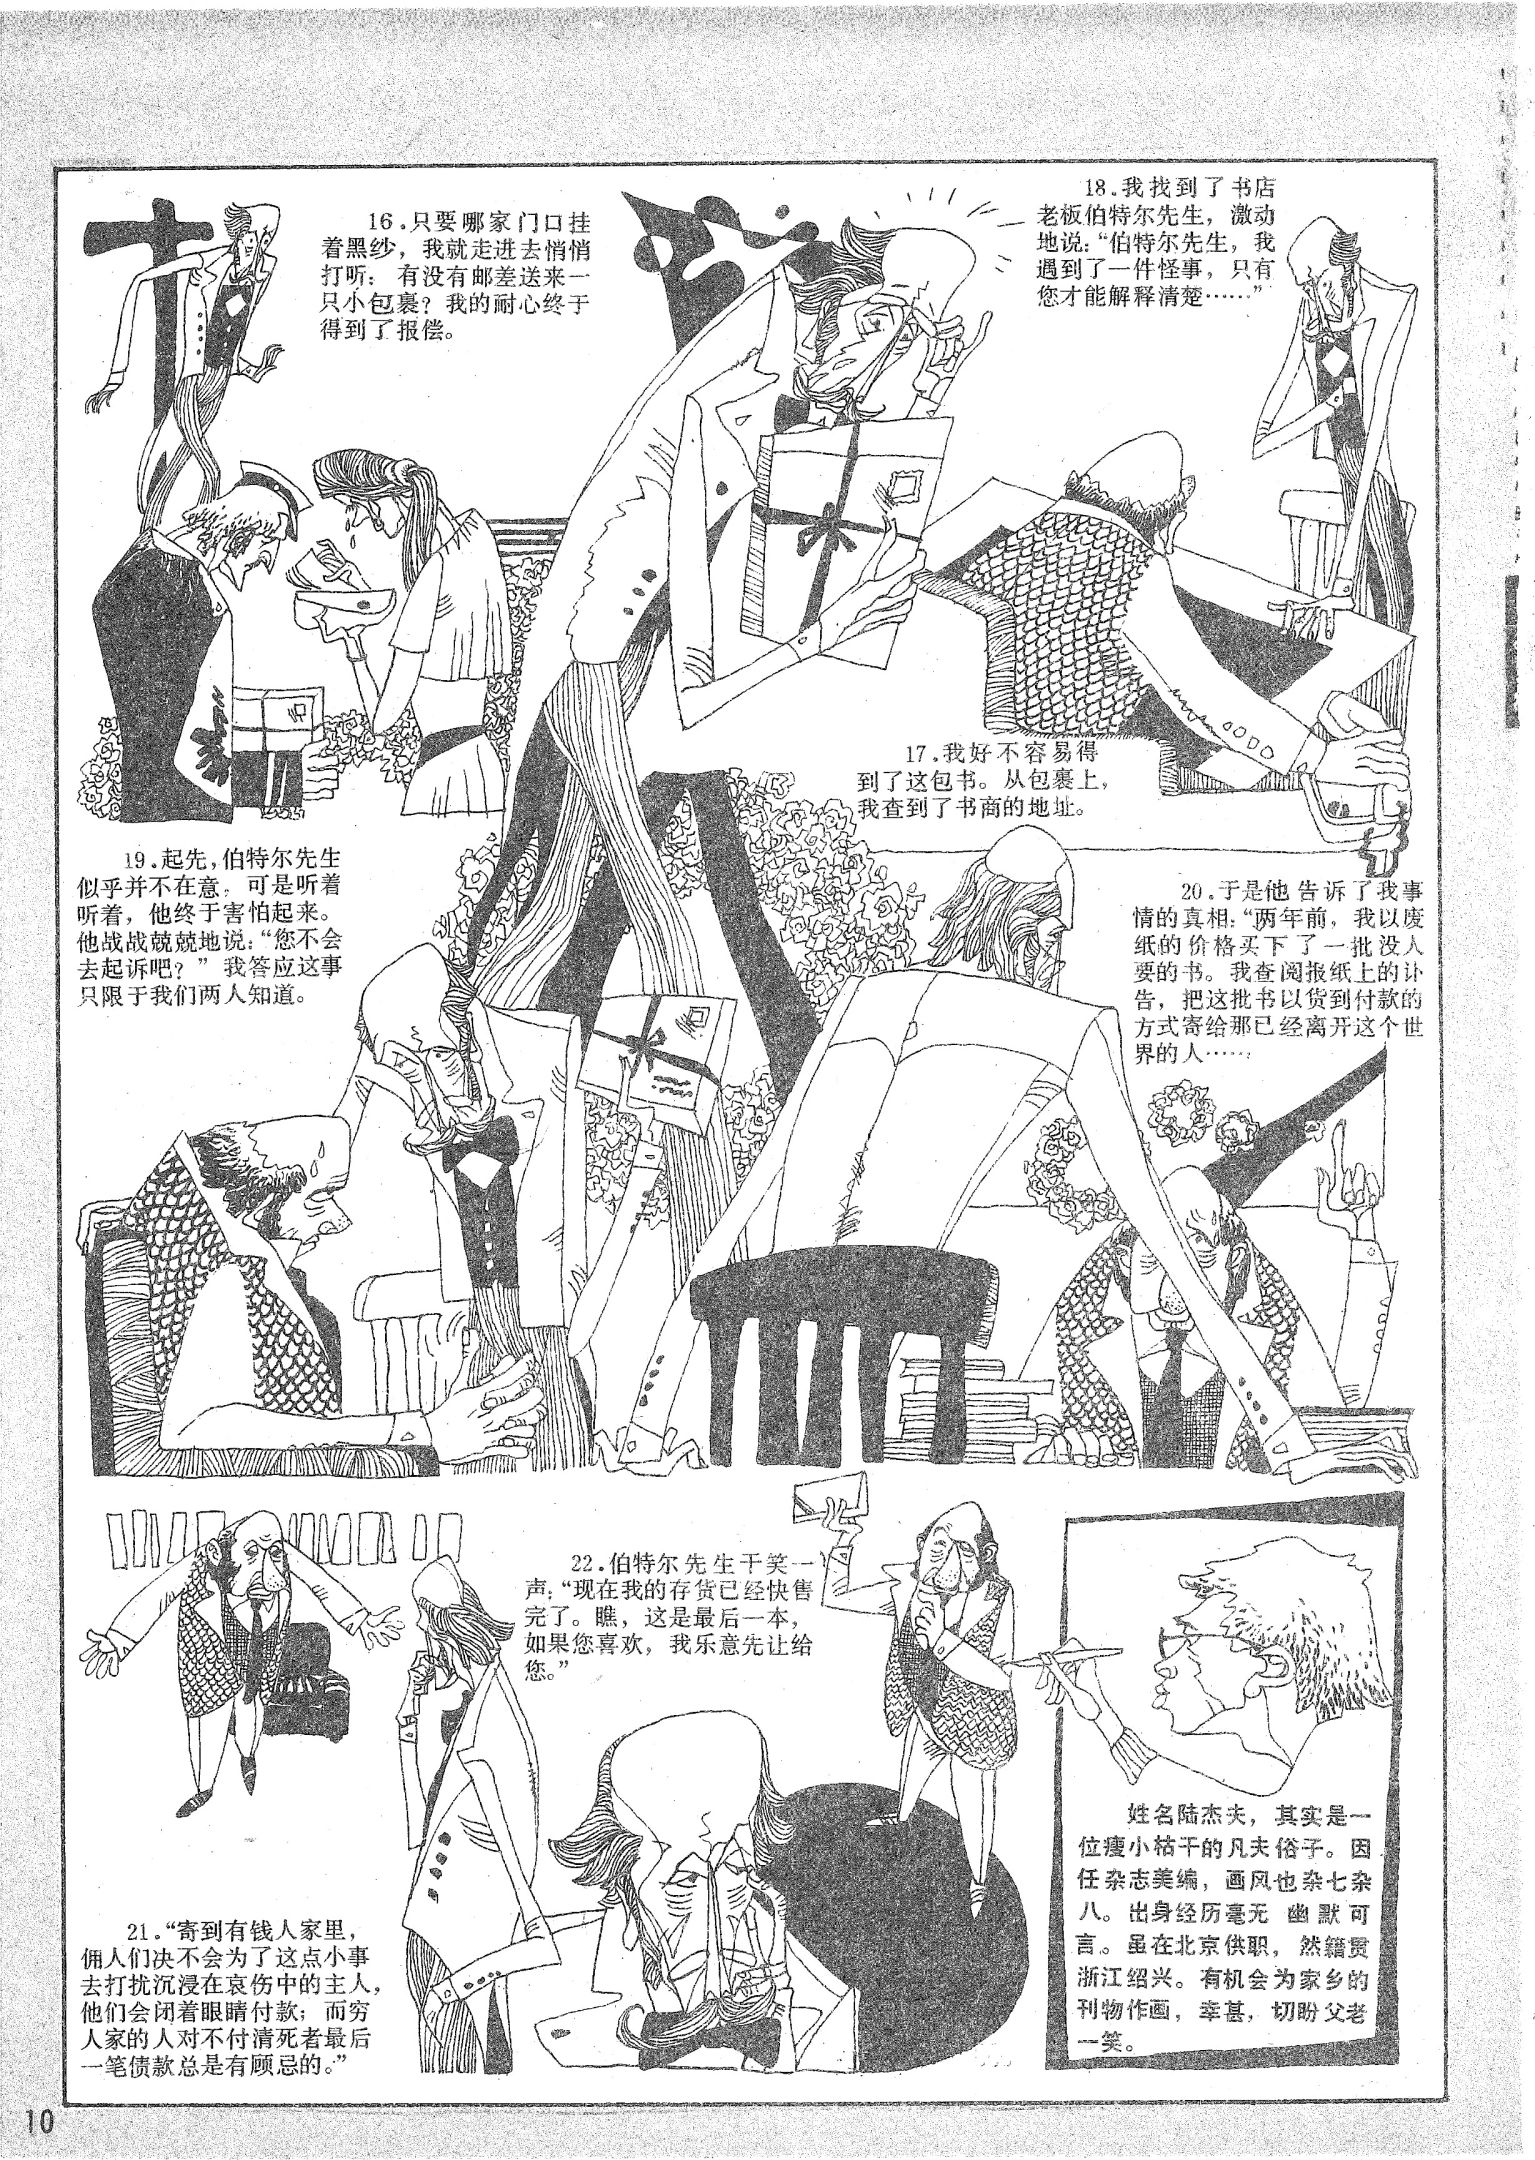 16.只要哪家门口挂
着黑纱，我就走进去悄悄
打听：有没有邮差送来一
只小包裹？我的耐心终于
得到了报偿。
17.我好不容易得
到了这包书。从包裹上，
我查到了书商的地址。
18.我找到了书店
老板伯特尔先生，激动
地说：“伯特尔先生，我
遇到了一件怪事，只有
您才能解释清楚……”
19.起先，伯特尔先生
似乎并不在意。可是听着
听着，他终于害怕起来。
他战战兢兢地说：“您不会
去起诉吧？”我答应这事
只限于我们两人知道。
20.于是他告诉了我事
情的真相：“两年前，我以废
纸的价格买下了一批没人
要的书。我查阅报纸上的讣
告，把这批书以货到付款的
方式寄给那已经离开这个世
界的人……
21.“寄到有钱人家里，
佣人们决不会为了这点小事
去打扰沉浸在哀伤中的主人，
他们会闭着眼睛付款；而穷
人家的人对不付清死者最后
一笔债款总是有顾忌的。”
22.伯特尔先生干笑一
声：“现在我的存货已经快售
完了。瞧，这是最后一本，
如果您喜欢，我乐意先让给
您。”
姓名陆杰夫，其实是一
位瘦小枯干的凡夫俗子。因
任杂志美编，画风也杂七杂
八。出身经历毫无幽默可
言。虽在北京供职，然籍贯
浙江绍兴。有机会为家乡的
刊物作画，幸甚，切盼父老
一笑。
10